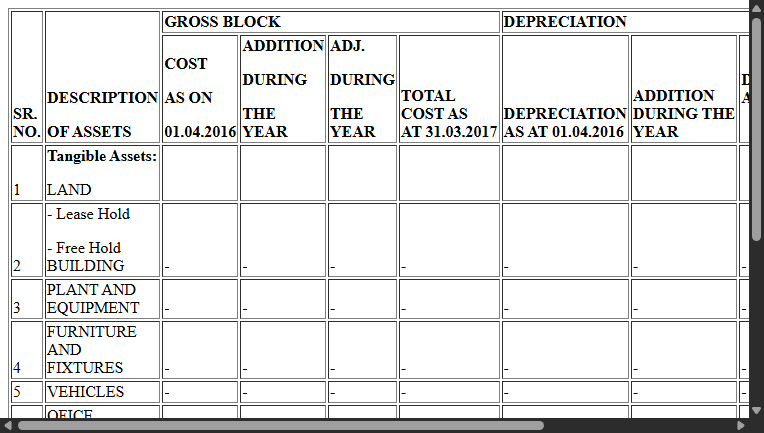 GROSS BLOCK DEPRECIATION
SR. NO. DESCRIPTION OF ASSETS COST AS ON 01.04.2016 ADDITION DURING THE YEAR ADJ. DURING THE YEAR TOTAL COST AS AT 31.03.2017 DEPRECIATION AS AT 01.04.2016 ADDITION DURING THE YEAR
Tangible Assets:
1 LAND
- Lease Hold
- Free Hold
2 BUILDING - - - - - - -
3 PLANT AND EQUIPMENT - - - - - - -
4 FURNITURE AND FIXTURES - - - - - - -
5 VEHICLES - - - - - - -